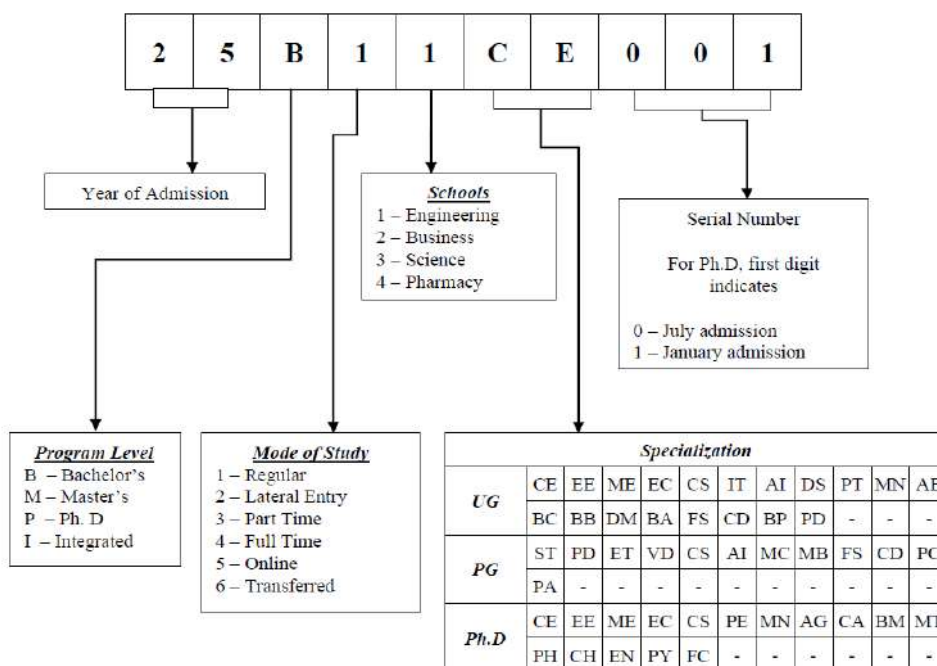 2 5 B 1 1 C E 0 0 1
Year of Admission
Schools
1 – Engineering
2 – Business
3 – Science
4 – Pharmacy
Serial Number
For Ph.D, first digit
indicates
0 – July admission
1 – January admission
Program Level
B – Bachelor's
M – Master's
P – Ph. D
I – Integrated
Mode of Study
1 – Regular
2 – Lateral Entry
3 – Part Time
4 – Full Time
5 – Online
6 – Transferred
Specialization
UG
CE EE ME EC CS IT AI DS PT MN
BC BB DM BA FS CD BP PD - - -
PG
ST PD ET VD CS AI MC MB FS CD
PA - - - - - - - - - -
Ph.D
CE EE ME EC CS PE MN AG CA BM MT
PH CH EN PY FC - - - - - -